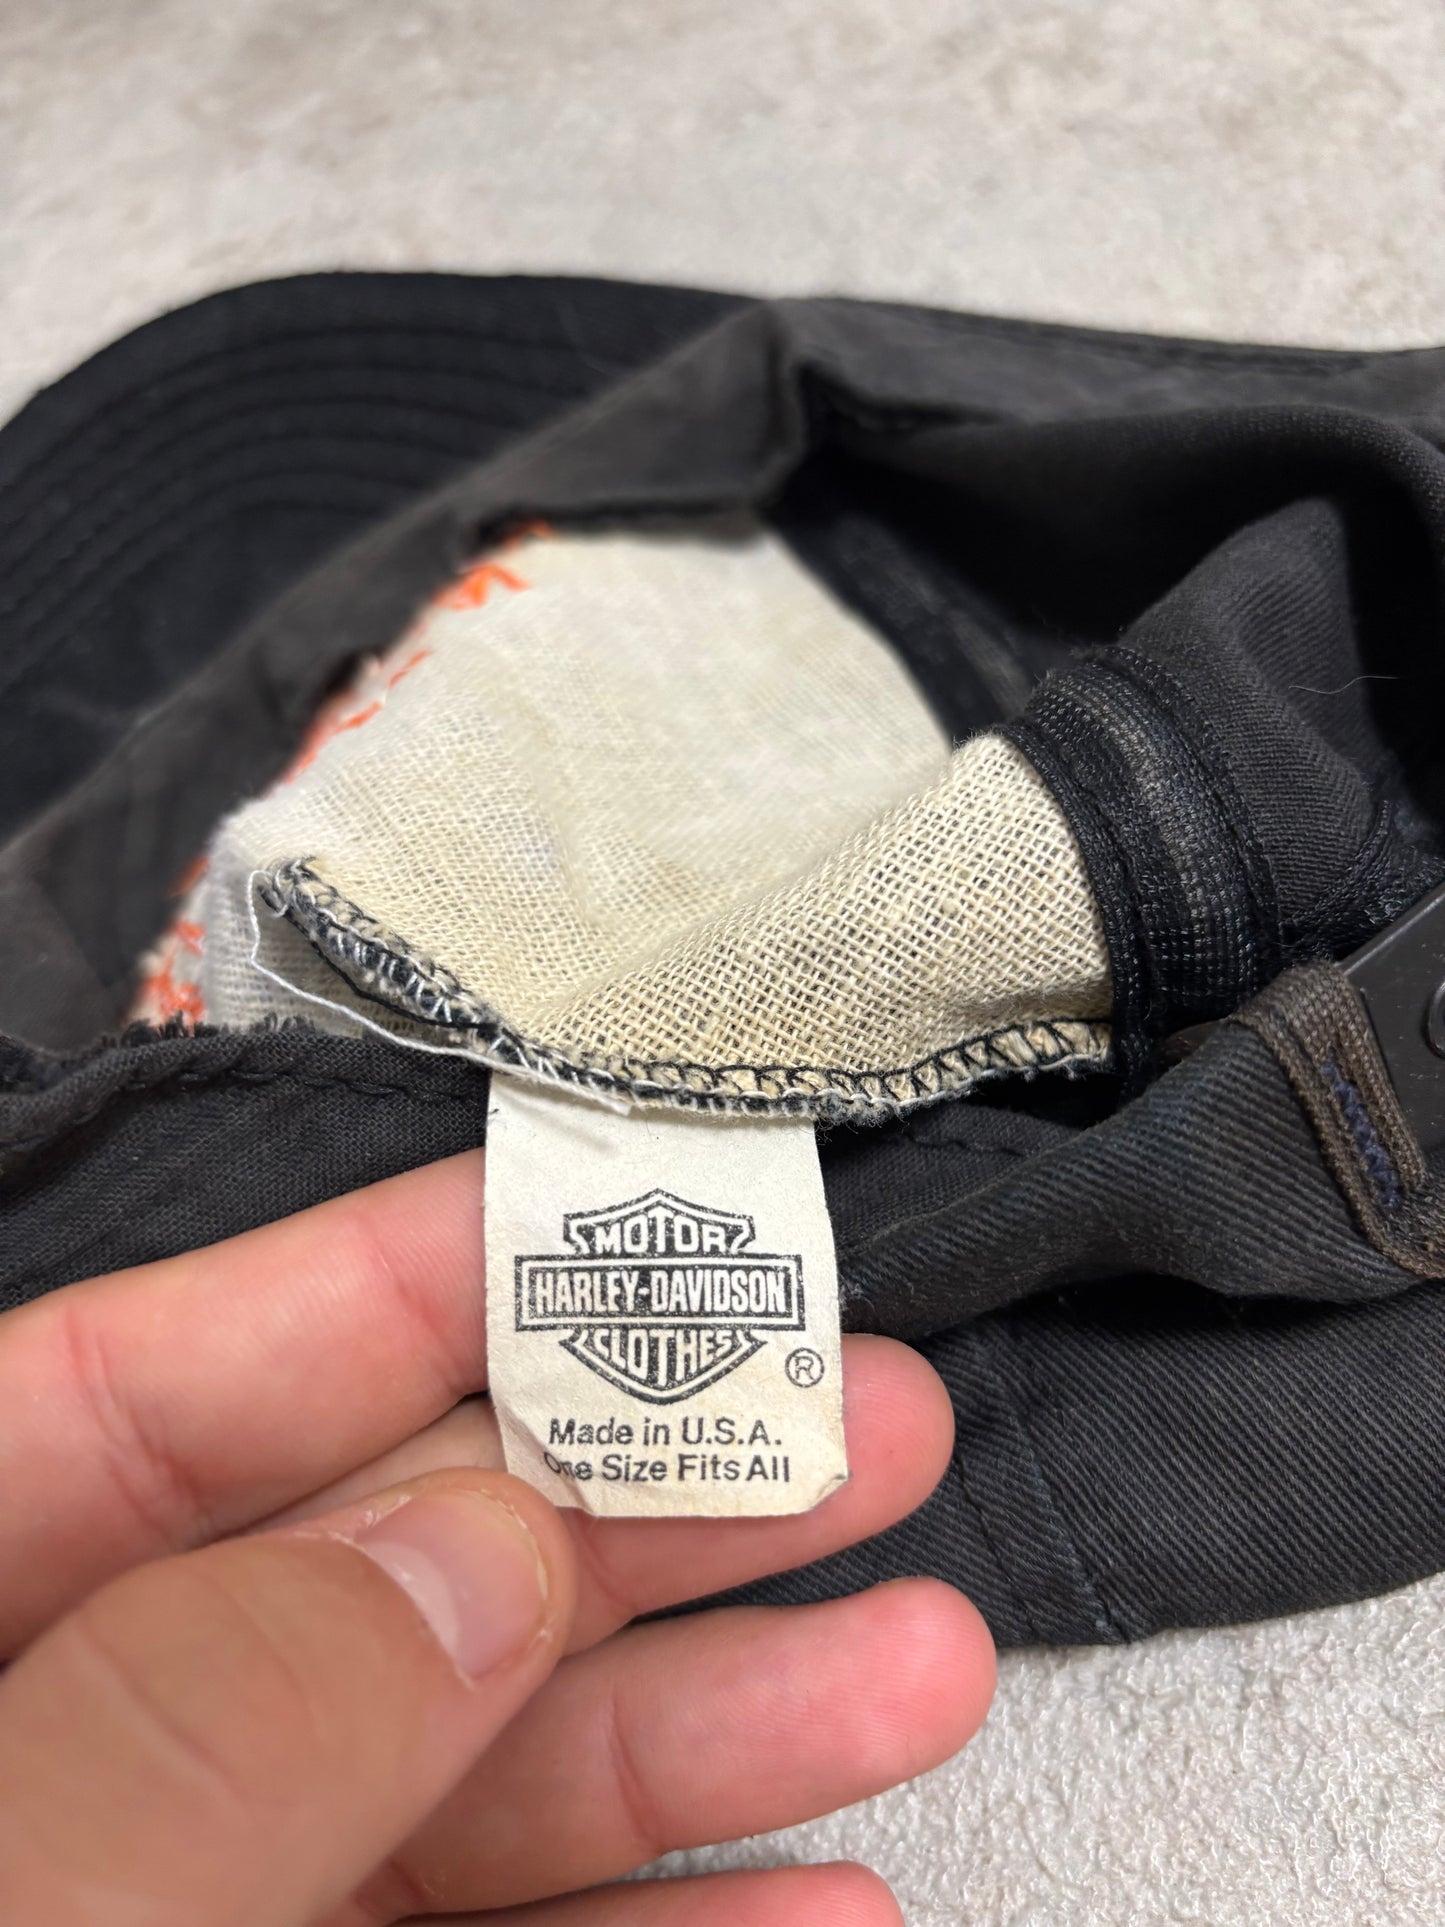 MOTOR
HARLEY-DAVIDSON
CLOTHES
®
Made in U.S.A.
One Size Fits All